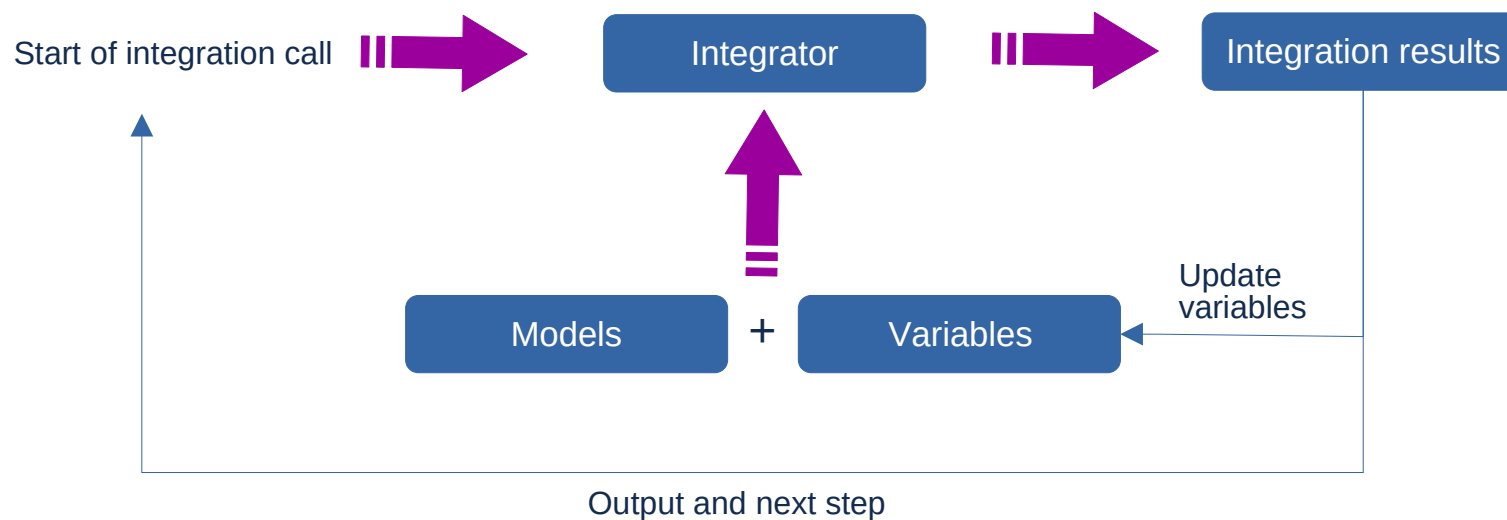 Start of integration call
Integrator
Integration results
Update
variables
Models
+
Variables
Output and next step